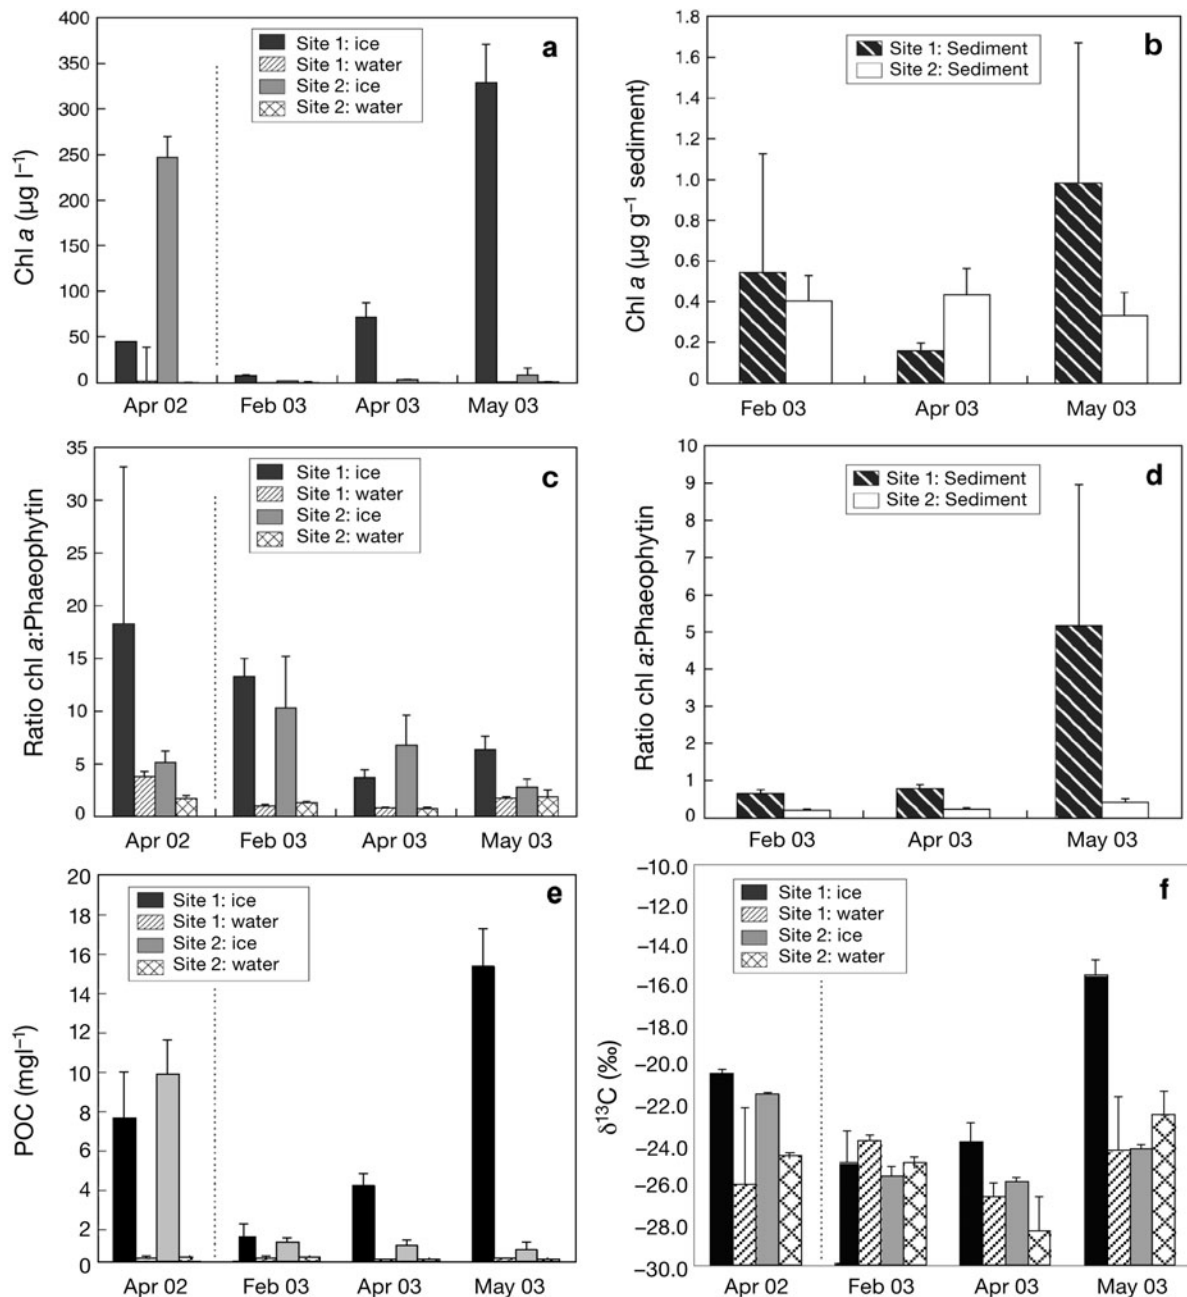 a
Chl a (µg l⁻¹)
400
350
300
250
200
150
100
50
0
Site 1: ice
Site 1: water
Site 2: ice
Site 2: water
Apr 02 Feb 03 Apr 03 May 03
b
Chl a (µg g⁻¹ sediment)
1.8
1.6
1.4
1.2
1.0
0.8
0.6
0.4
0.2
0
Site 1: Sediment
Site 2: Sediment
Feb 03 Apr 03 May 03
c
Ratio chl a:Phaeophytin
35
30
25
20
15
10
5
0
Site 1: ice
Site 1: water
Site 2: ice
Site 2: water
Apr 02 Feb 03 Apr 03 May 03
d
Ratio chl a:Phaeophytin
10
9
8
7
6
5
4
3
2
1
0
Site 1: Sediment
Site 2: Sediment
Feb 03 Apr 03 May 03
e
POC (mgl⁻¹)
20
18
16
14
12
10
8
6
4
2
0
Site 1: ice
Site 1: water
Site 2: ice
Site 2: water
Apr 02 Feb 03 Apr 03 May 03
f
δ¹³C (‰)
−10.0
−12.0
−14.0
−16.0
−18.0
−20.0
−22.0
−24.0
−26.0
−28.0
−30.0
Site 1: ice
Site 1: water
Site 2: ice
Site 2: water
Apr 02 Feb 03 Apr 03 May 03